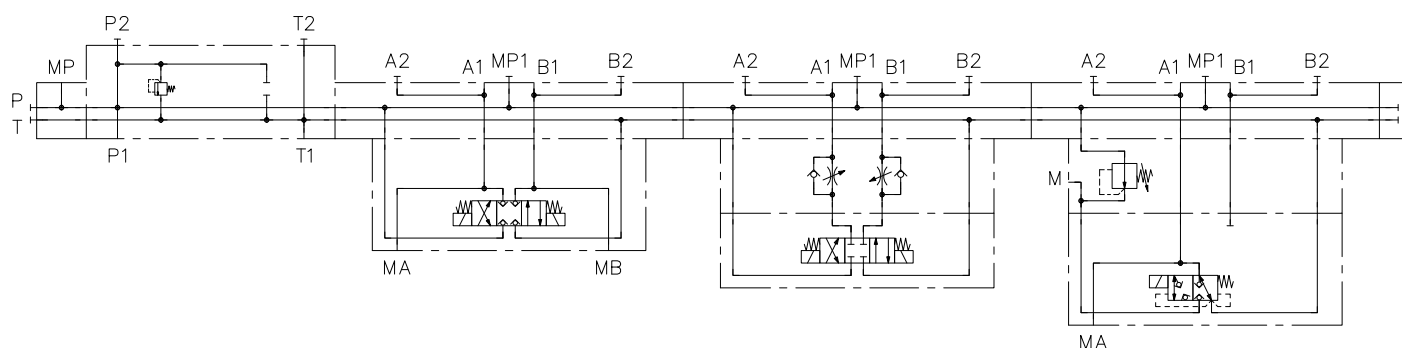 P2 T2
MP A2 A1 MP1 B1 B2 A2 A1 MP1 B1 B2 A2 A1 MP1 B1 B2
P
T
P1 T1
M
MA MB
MA